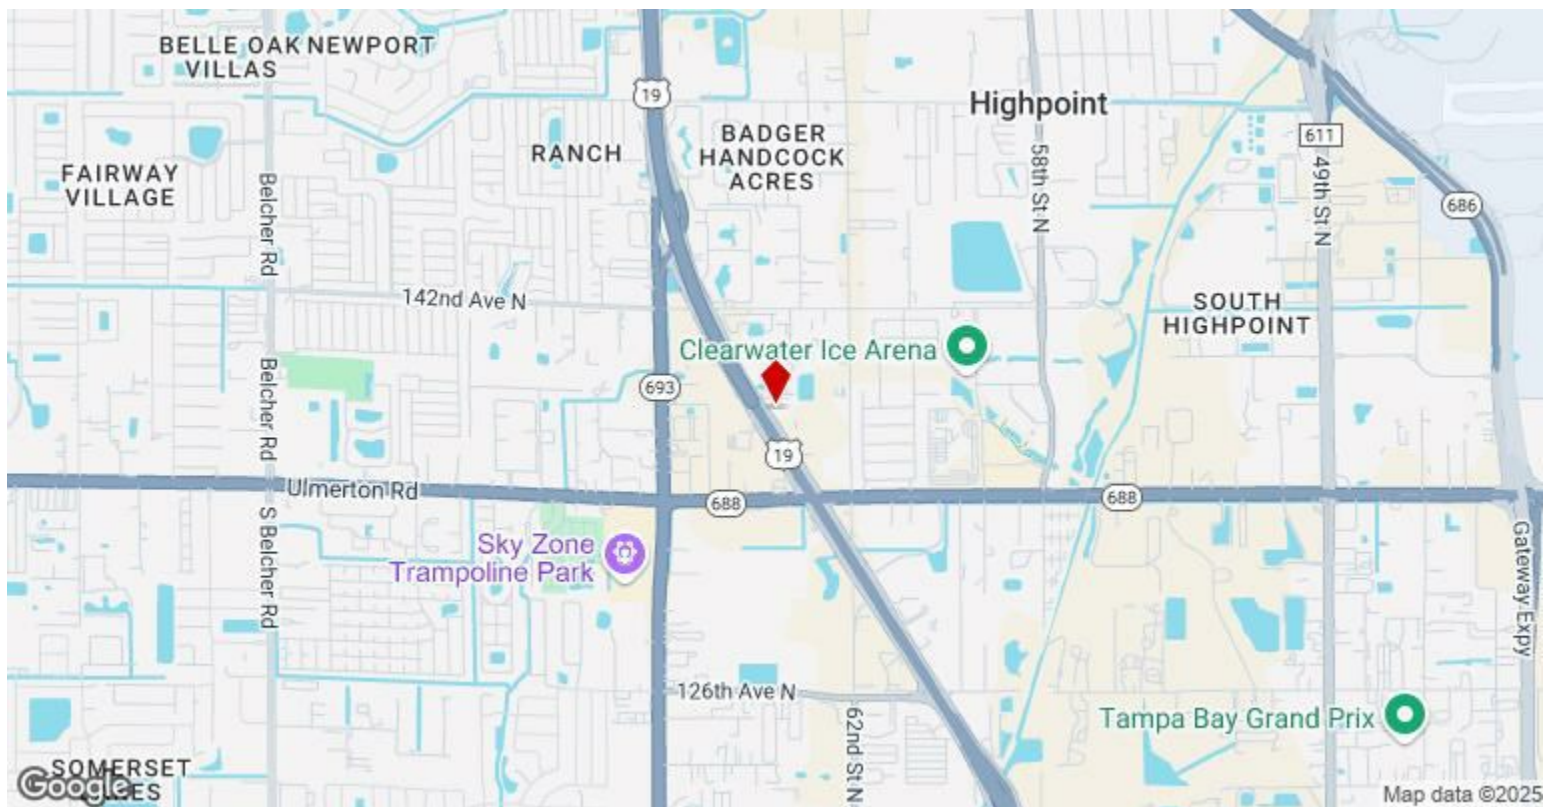 BELLE OAK
VILLAS
NEWPORT
19
Highpoint
BADGER
HANDCOCK
ACRES
RANCH
611
FAIRWAY
VILLAGE
Belcher Rd
58th St N
49th St N
686
142nd Ave N
SOUTH
HIGHPOINT
Clearwater Ice Arena
693
Belcher Rd
19
Ulmerton Rd
688
688
S Belcher Rd
Sky Zone
Trampoline Park
Gateway Expy
126th Ave N
62nd St N
Tampa Bay Grand Prix
SOMERSET
Google
Map data ©2025